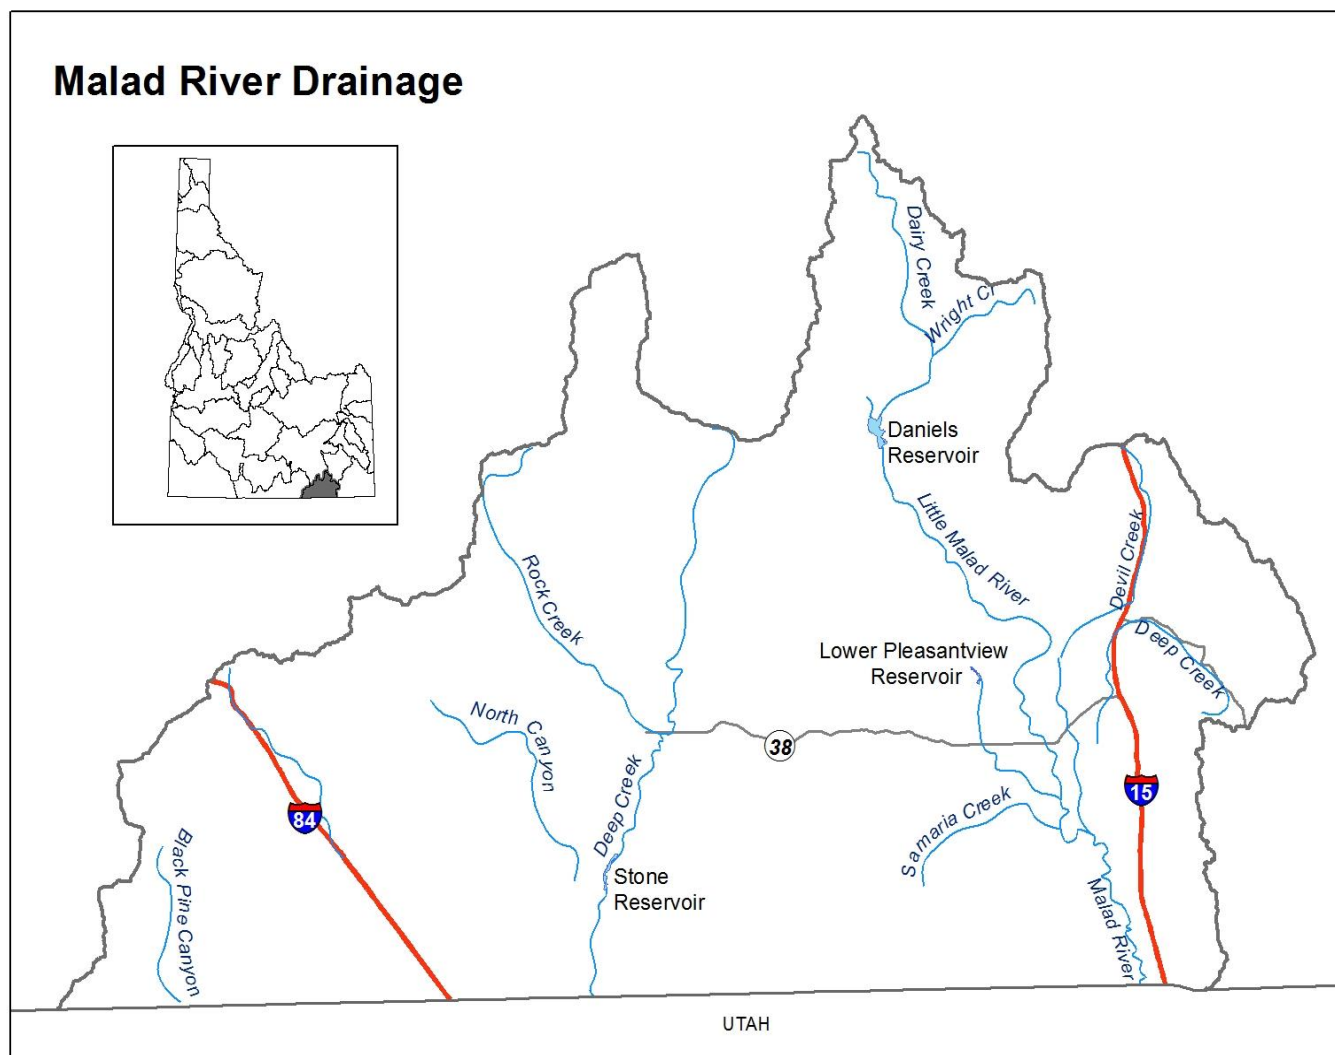 Malad River Drainage
Dairy Creek
Wright Cr
Daniels
Reservoir
Little Malad River
Devil Creek
Rock Creek
Deep Creek
Lower Pleasantview
Reservoir
North Canyon
38
Deep Creek
15
84
Samaria Creek
Black Pine Canyon
Stone
Reservoir
Malad River
UTAH